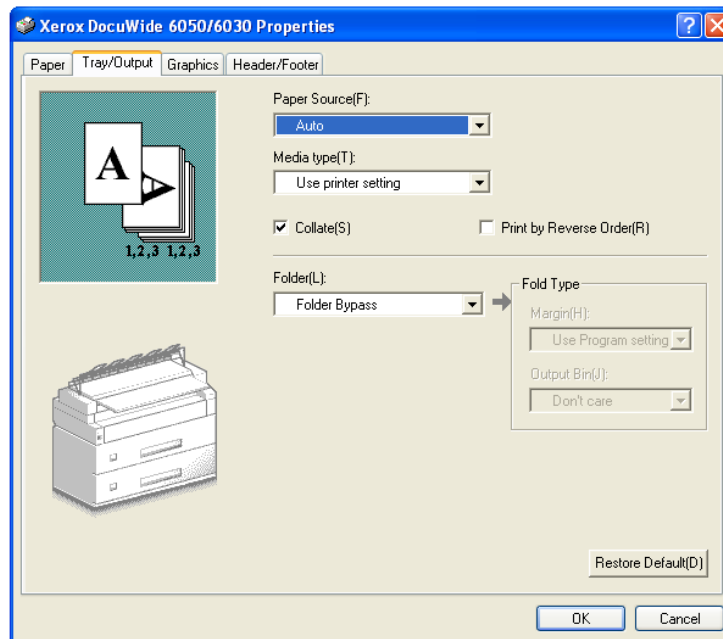 Xerox DocuWide 6050/6030 Properties
Paper Tray/Output Graphics Header/Footer
Paper Source(F):
Auto
Media type(T):
Use printer setting
Collate(S) Print by Reverse Order(R)
A A
1,2,3 1,2,3
Folder(L):
Folder Bypass
Fold Type
Margin(H):
Use Program setting
Output Bin(J):
Don't care
Restore Default(D)
OK Cancel